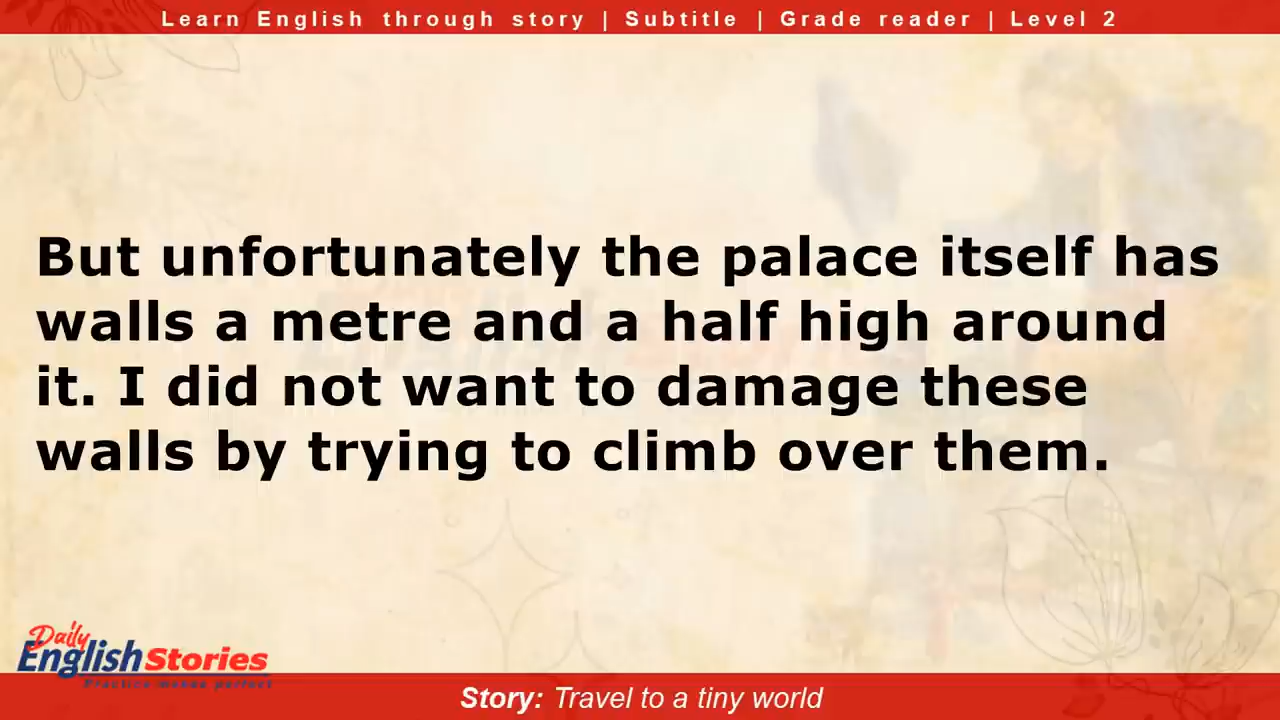 Learn English through story | Subtitle | Grade reader | Level 2
But unfortunately the palace itself has
walls a metre and a half high around
it. I did not want to damage these
walls by trying to climb over them.
Daily
English Stories
Practice makes perfect
Story: Travel to a tiny world